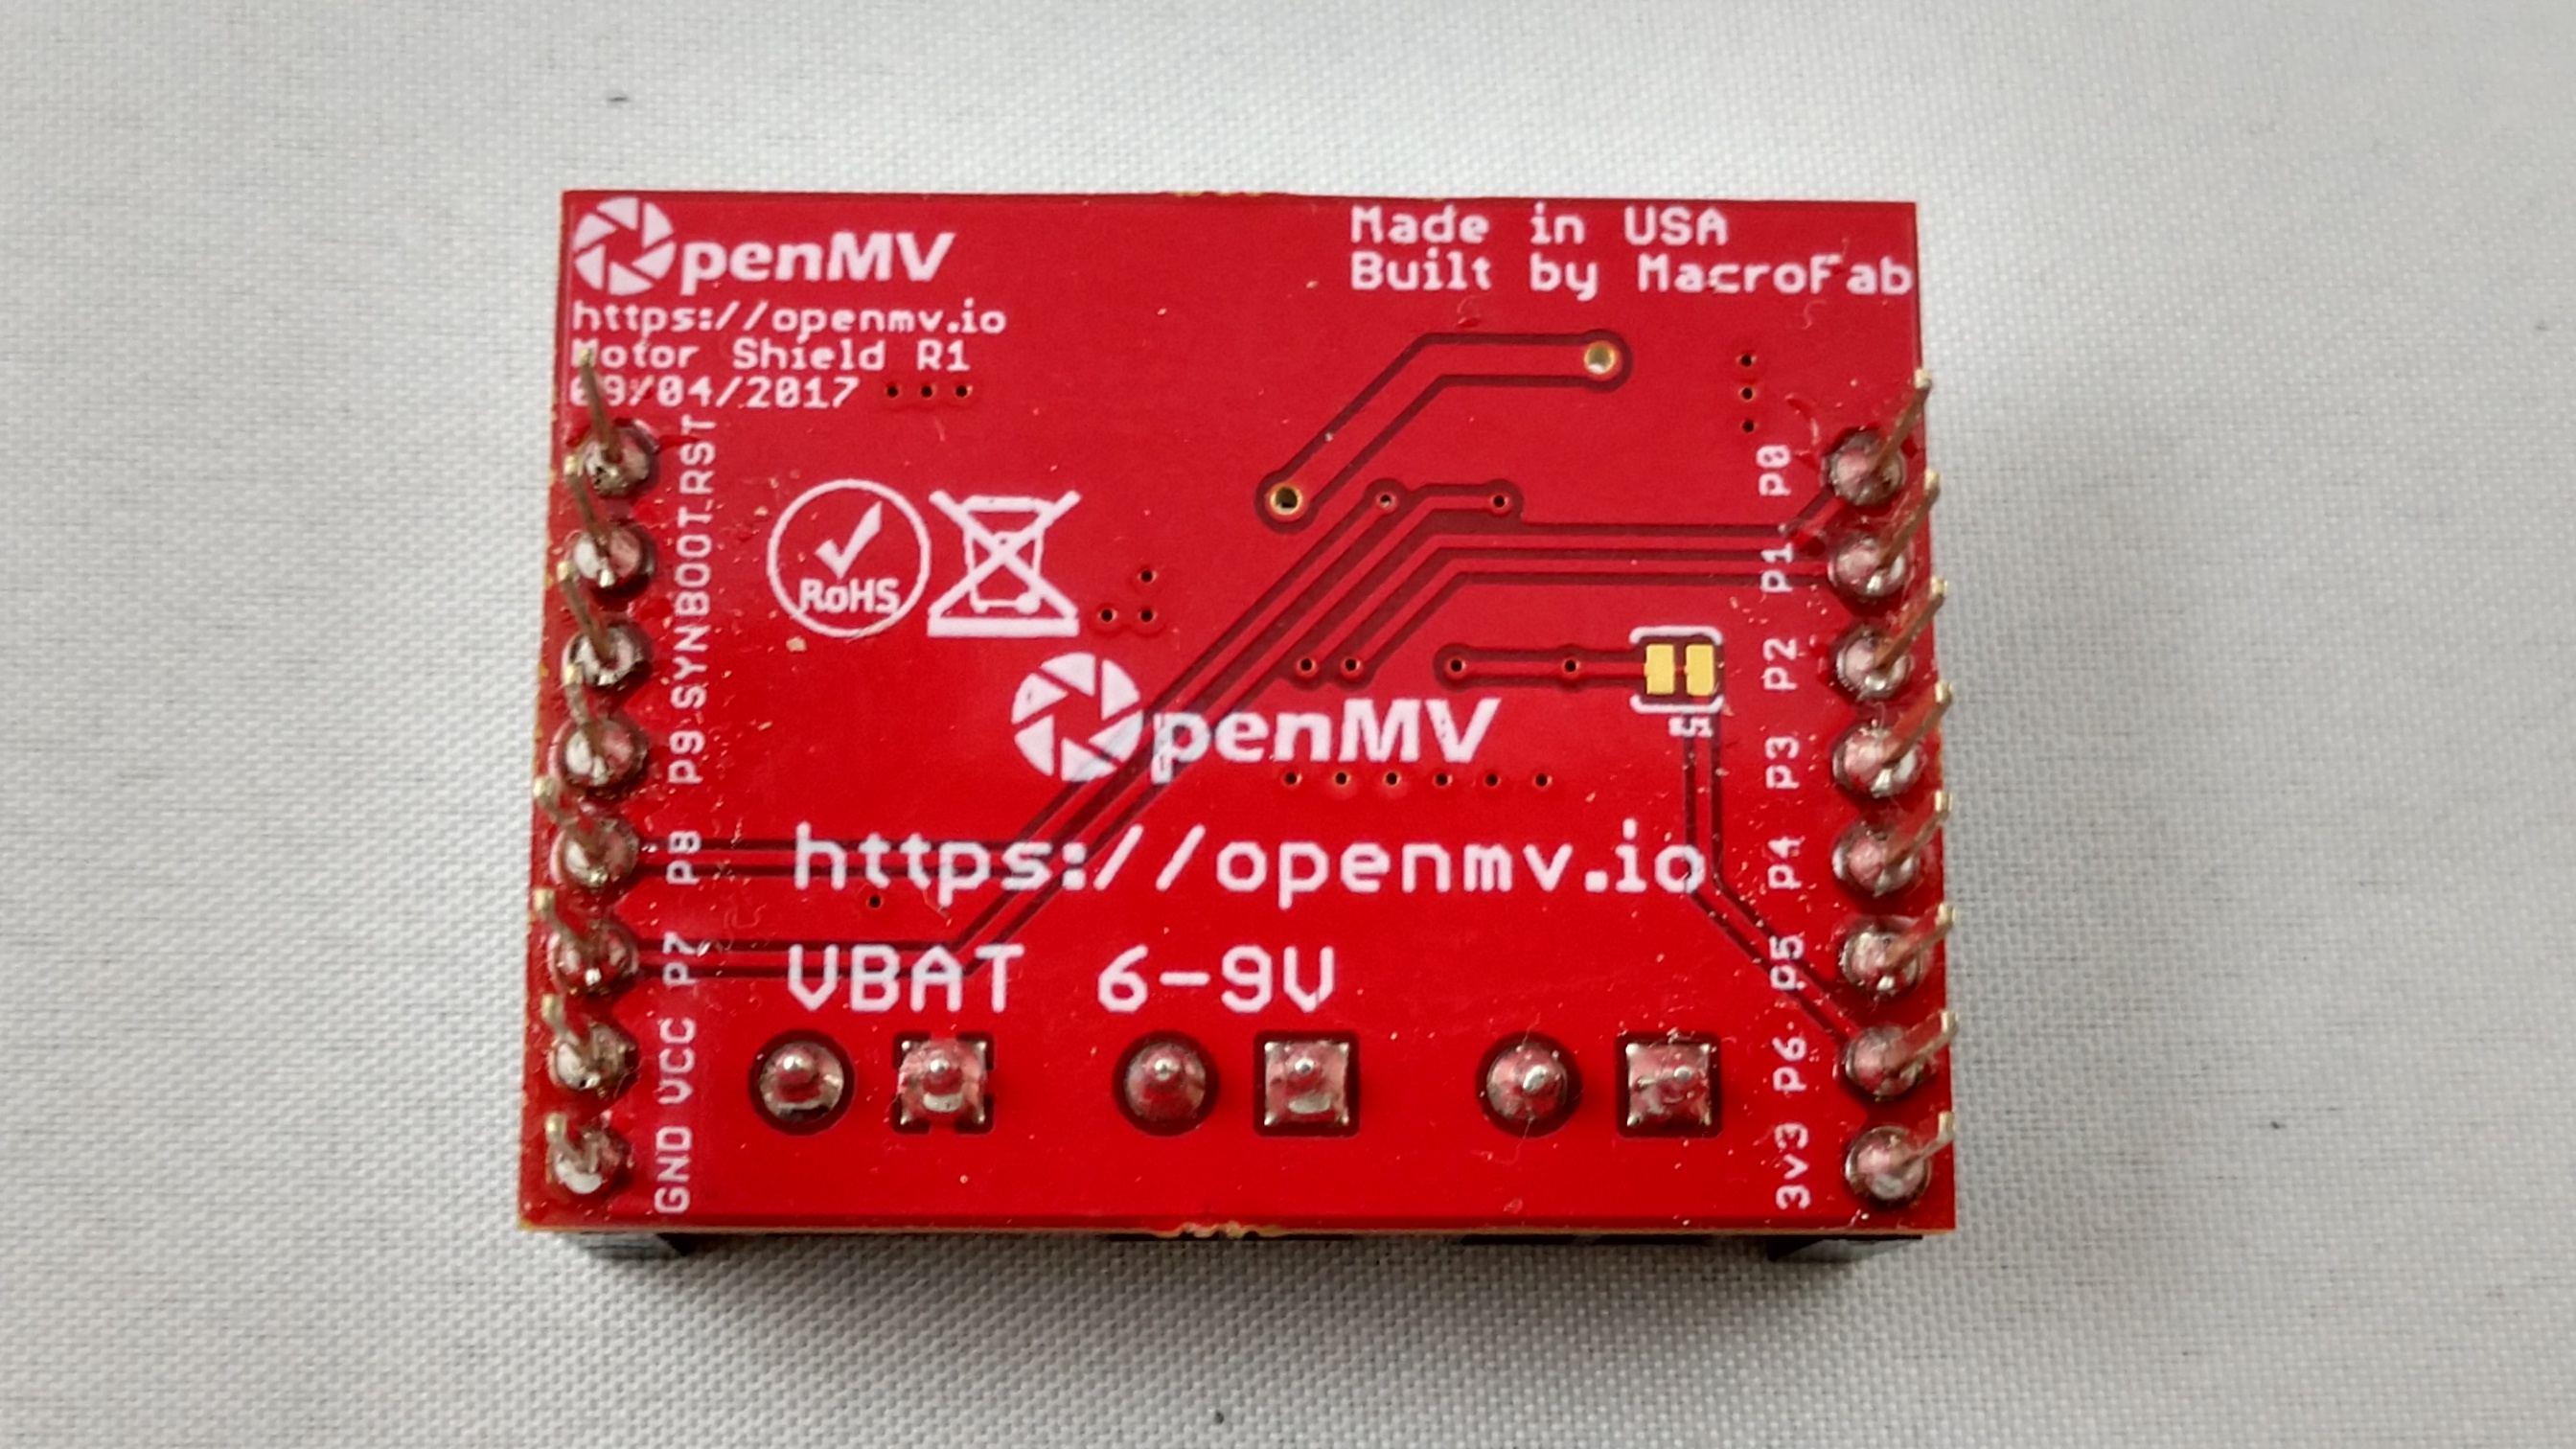 OpenMV
https://openmv.io
Motor Shield R1
09/04/2017
Made in USA
Built by MacroFab
RST
BOOT
SYN
P9
P8
P7
VCC
GND
RoHS
OpenMV
https://openmv.io
VBAT 6-9V
P0
P1
P2
P3
P4
P5
P6
3v3